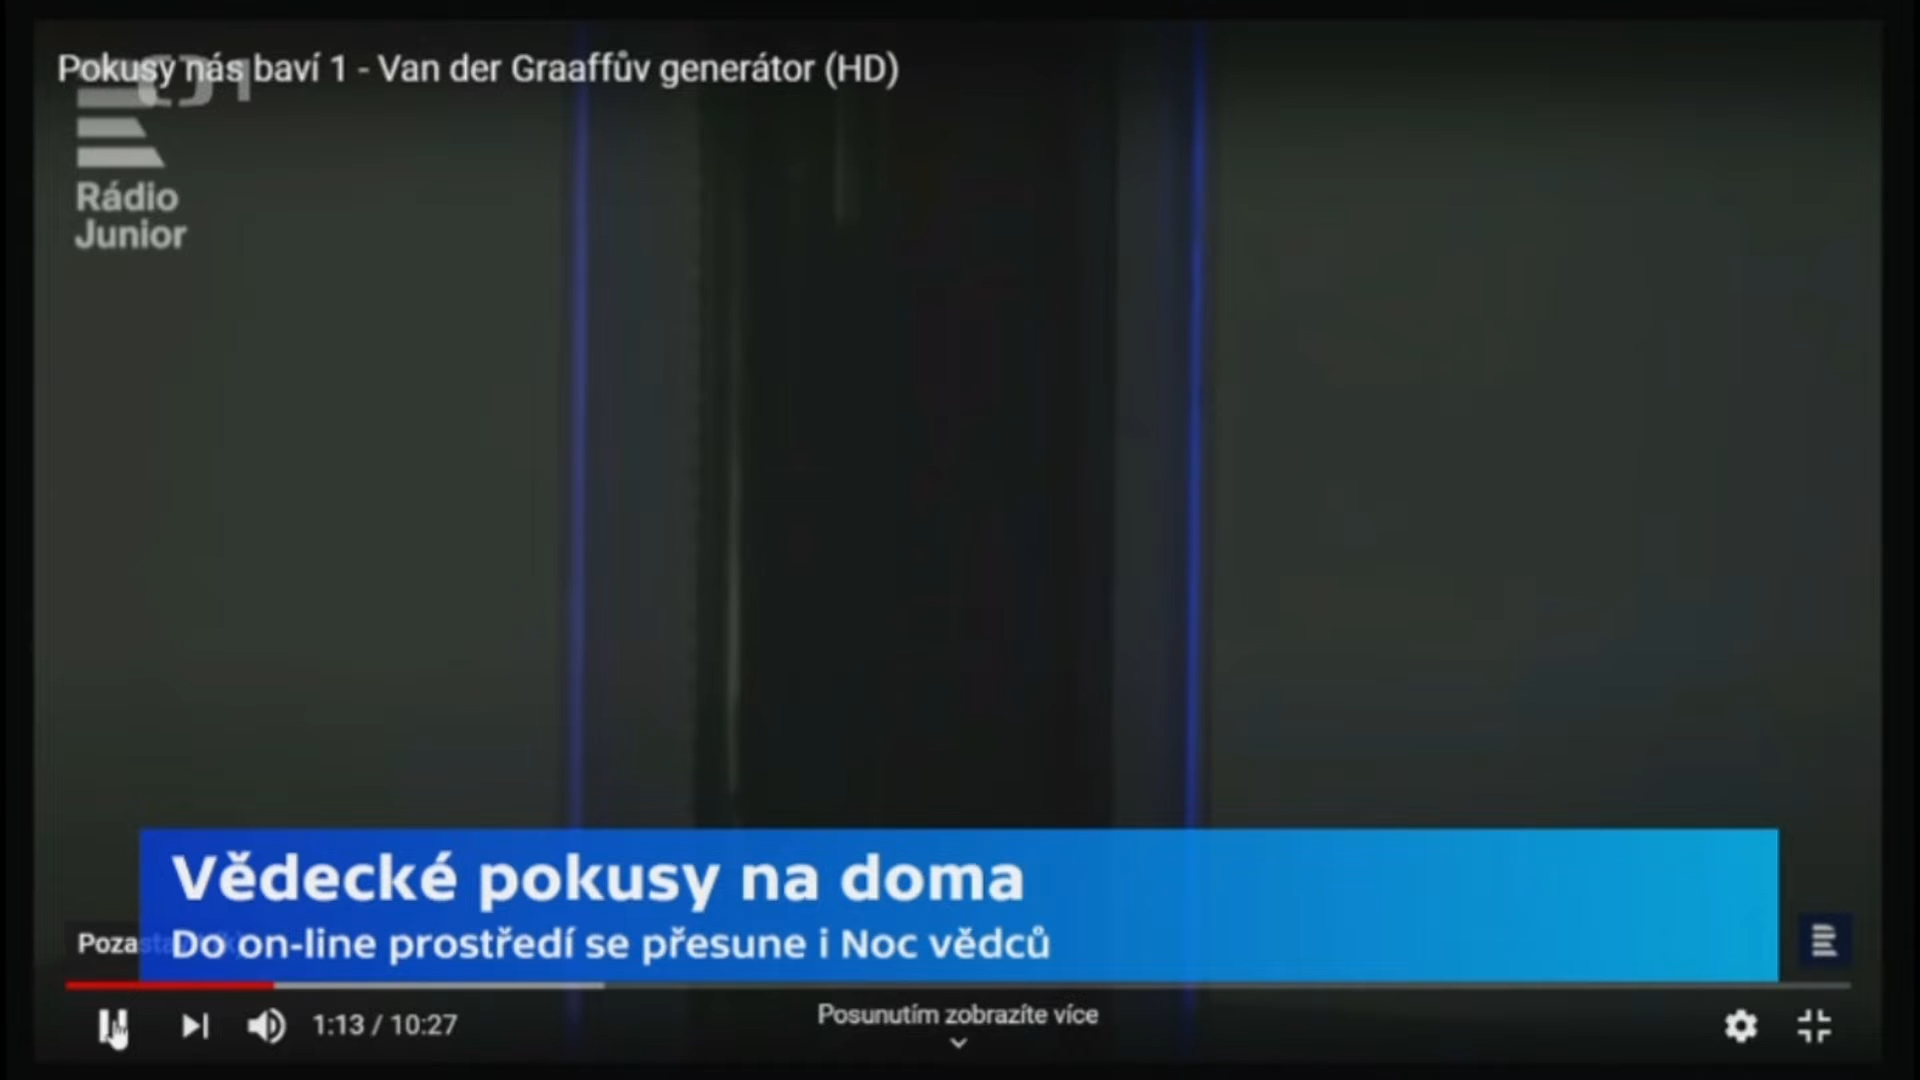 Pokusy nás baví 1 - Van der Graaffův generátor (HD)
1
Rádio
Junior
Vědecké pokusy na doma
Do on-line prostředí se přesune i Noc vědců
1:13 / 10:27
Posunutím zobrazíte více